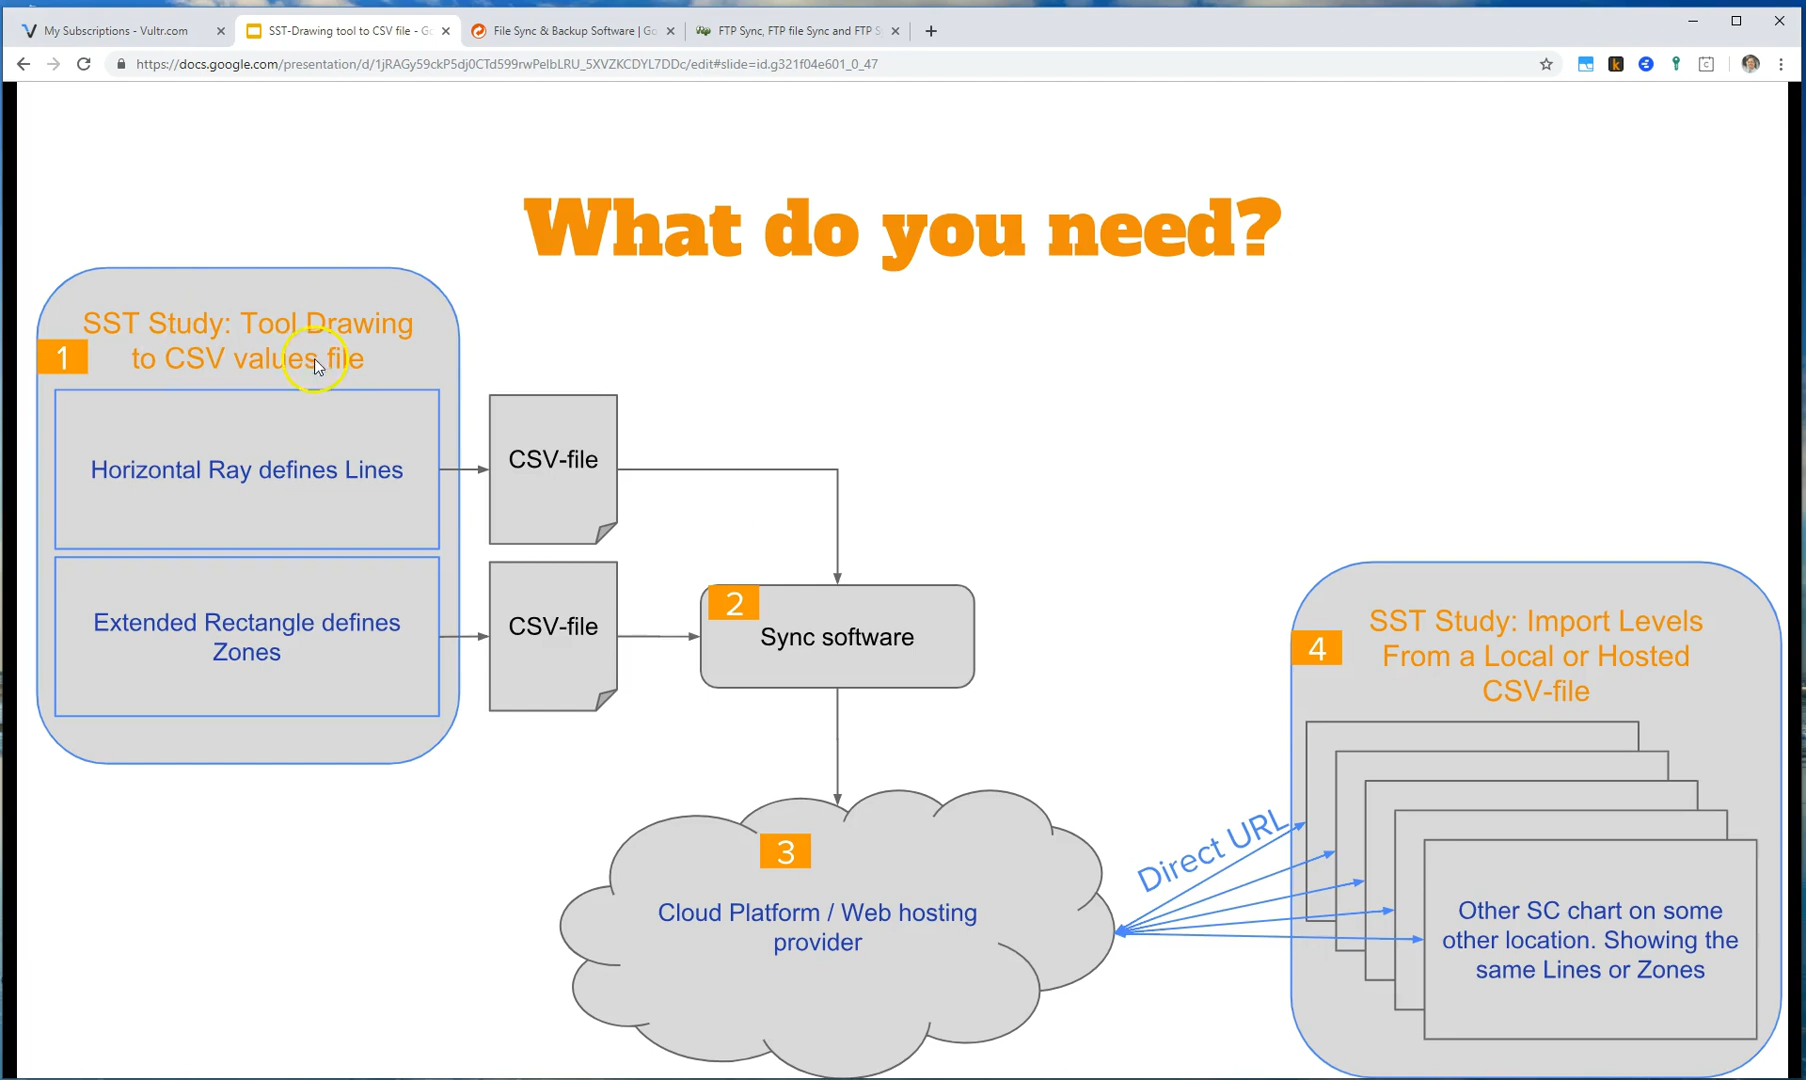 My Subscriptions - Vultr.com
SST-Drawing tool to CSV file - Go
File Sync & Backup Software | Go
FTP Sync, FTP file Sync and FTP S
https://docs.google.com/presentation/d/1jRAGy59ckP5dj0CTd599rwPelbLRU_5XVZKCDYL7DDc/edit#slide=id.g321f04e601_0_47
What do you need?
SST Study: Tool Drawing
to CSV values file
1
Horizontal Ray defines Lines
CSV-file
Extended Rectangle defines
Zones
CSV-file
2
Sync software
3
Cloud Platform / Web hosting
provider
Direct URL
4
SST Study: Import Levels
From a Local or Hosted
CSV-file
Other SC chart on some
other location. Showing the
same Lines or Zones